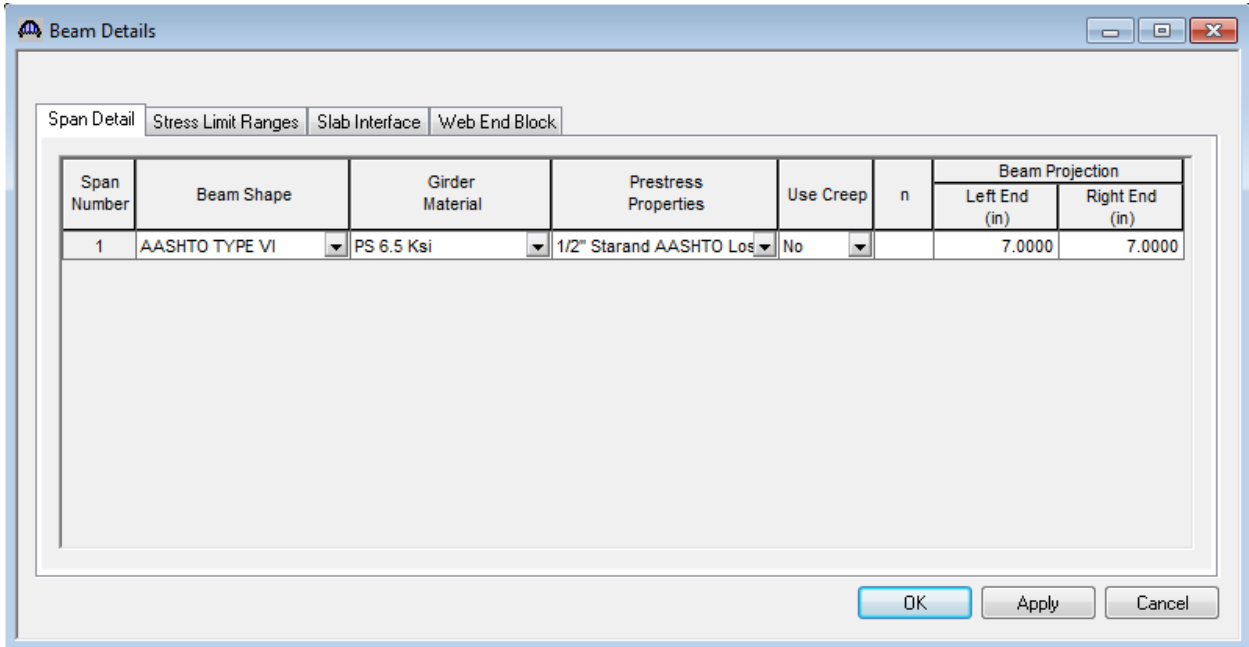 Beam Details
Span Detail Stress Limit Ranges Slab Interface Web End Block
Span Number Beam Shape Girder Material Prestress Properties Use Creep n Beam Projection
Left End (in) Right End (in)
1 AASHTO TYPE VI PS 6.5 Ksi 1/2" Starand AASHTO Los No 7.0000 7.0000
OK Apply Cancel